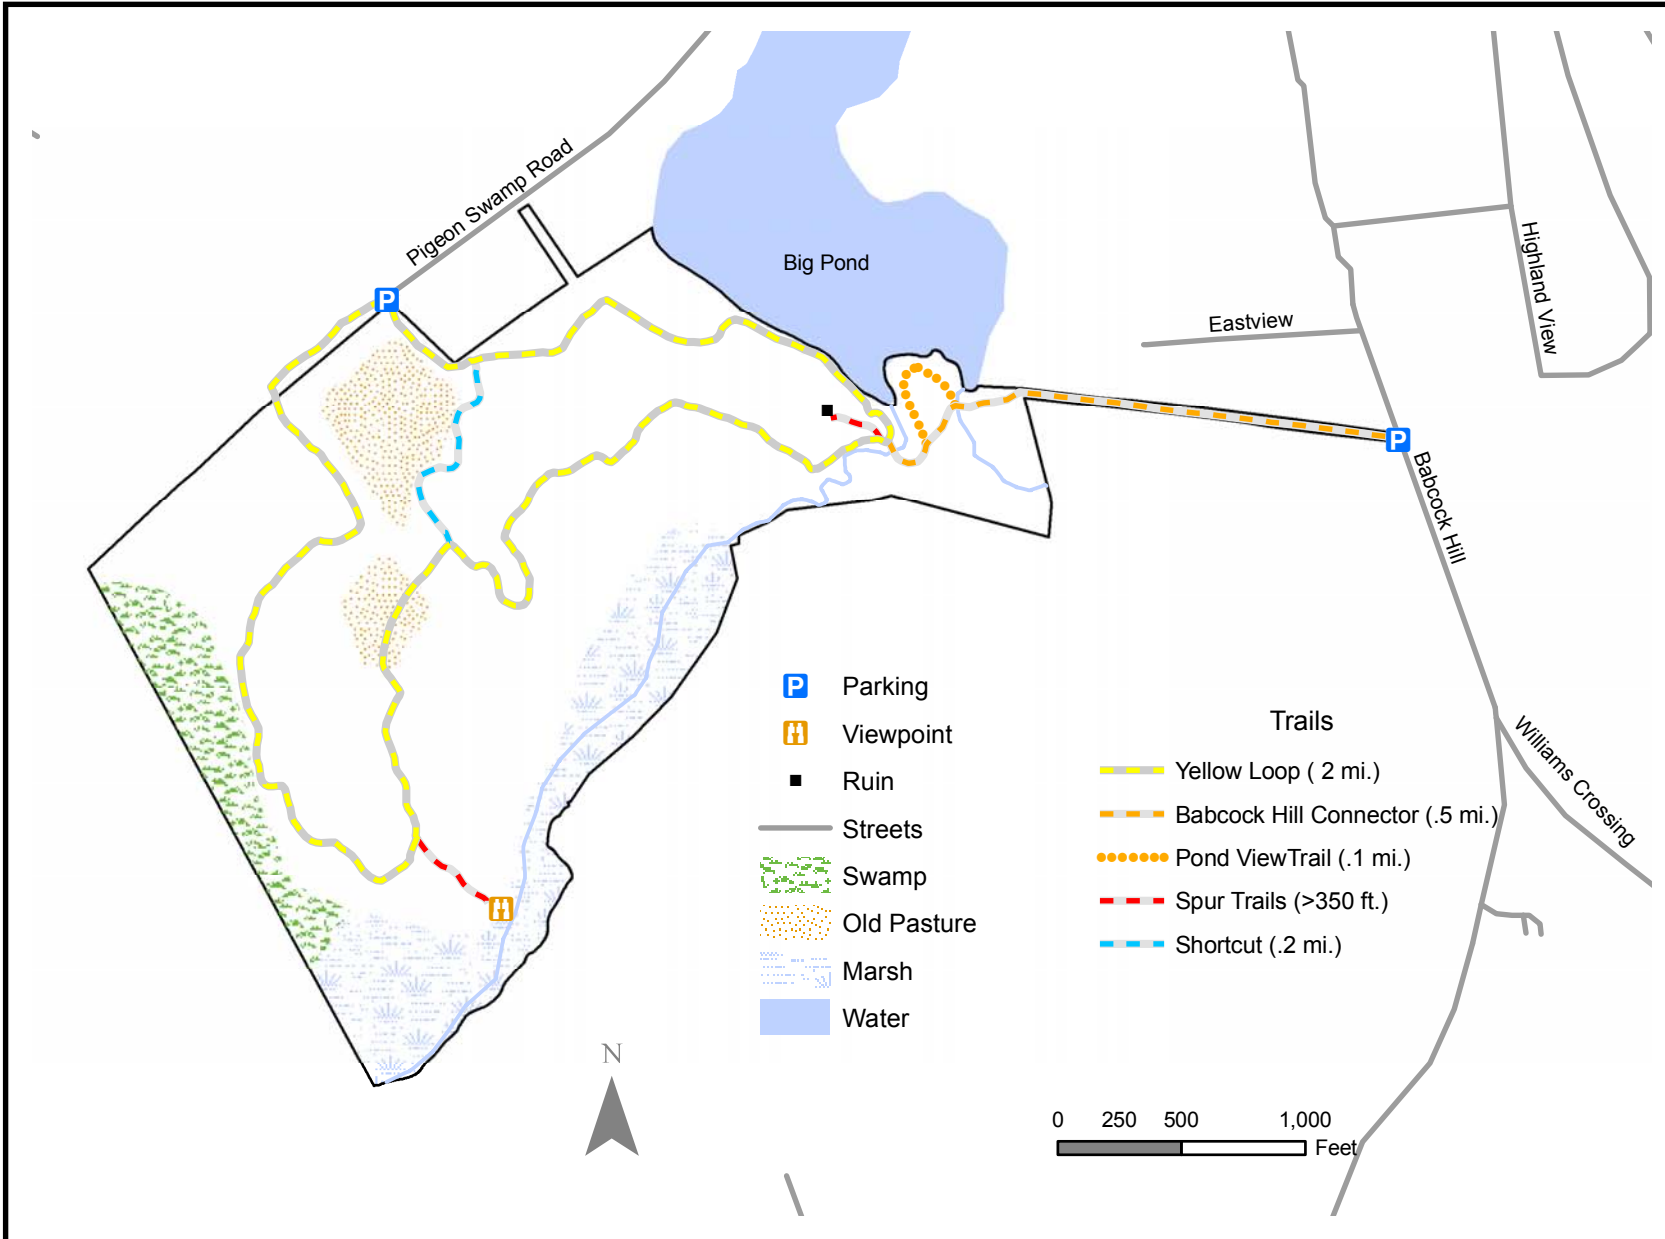 Pigeon Swamp Road
P
Big Pond
Highland View
Eastview
P
Babcock Hill
Williams Crossing
P Parking
Viewpoint
Ruin
Streets
Swamp
Old Pasture
Marsh
Water
Trails
Yellow Loop ( 2 mi.)
Babcock Hill Connector (.5 mi.)
Pond ViewTrail (.1 mi.)
Spur Trails (>350 ft.)
Shortcut (.2 mi.)
N
0 250 500 1,000
Feet